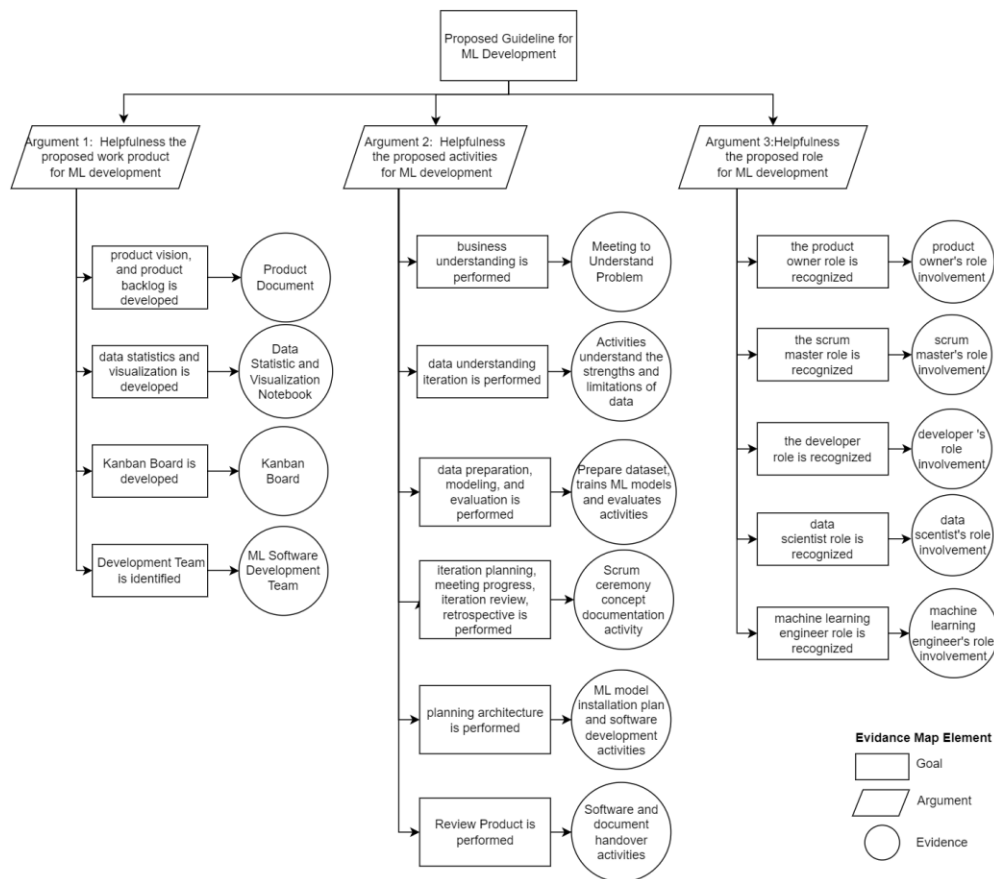 Proposed Guideline for
ML Development
Argument 1: Helpfulness the
proposed work product
for ML development
Argument 2: Helpfulness
the proposed activities
for ML development
Argument 3:Helpfulness
the proposed role
for ML development
product vision,
and product
backlog is
developed
Product
Document
data statistics and
visualization is
developed
Data
Statistic and
Visualization
Notebook
Kanban Board is
developed
Kanban
Board
Development Team
is identified
ML Software
Development
Team
business
understanding is
performed
Meeting to
Understand
Problem
data understanding
iteration is performed
Activities
understand the
strengths and
limitations of
data
data preparation,
modeling, and
evaluation is
performed
Prepare dataset,
trains ML models
and evaluates
activities
iteration planning,
meeting progress,
iteration review,
retrospective is
performed
Scrum
ceremony
concept
documentation
activity
planning architecture
is performed
ML model
installation plan
and software
development
activities
Review Product is
performed
Software and
document
handover
activities
the product
owner role is
recognized
product
owner's role
involvement
the scrum
master role is
recognized
scrum
master's role
involvement
the developer
role is recognized
developer 's
role
involvement
data
scientist role is
recognized
data
scentist's role
involvement
machine learning
engineer role is
recognized
machine
learning
engineer's role
involvement
Evidance Map Element
Goal
Argument
Evidence